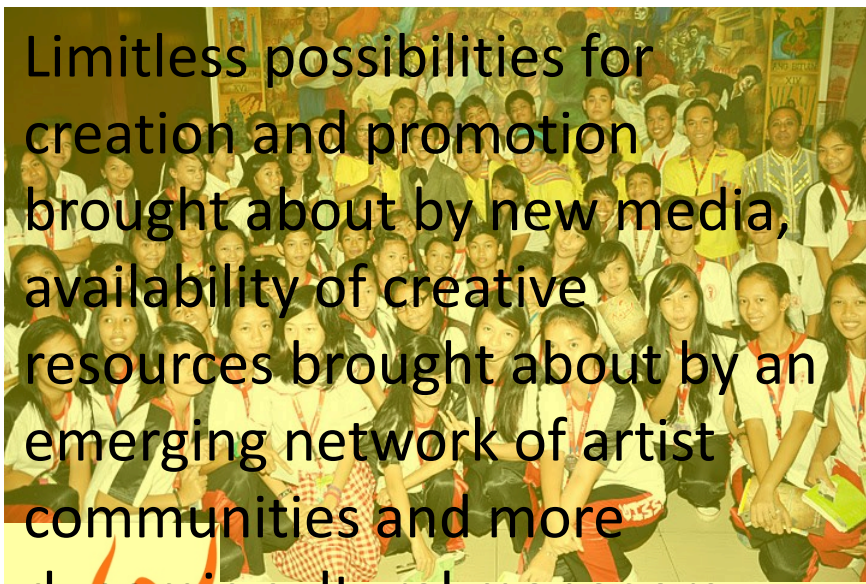 Limitless possibilities for
creation and promotion
brought about by new media,
availability of creative
resources brought about by an
emerging network of artist
communities and more